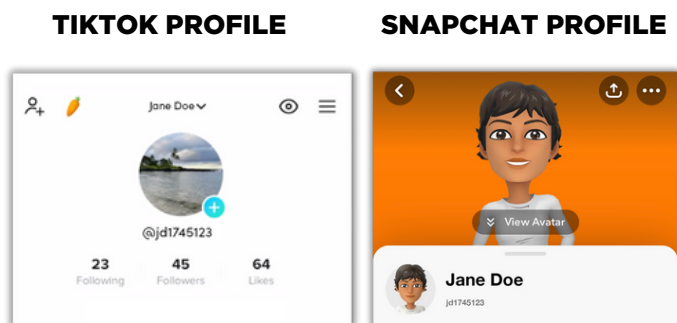 TIKTOK PROFILE
SNAPCHAT PROFILE
Jane Doe
@jd1745123
23 45 64
Following Followers Likes
View Avatar
Jane Doe
jd1745123